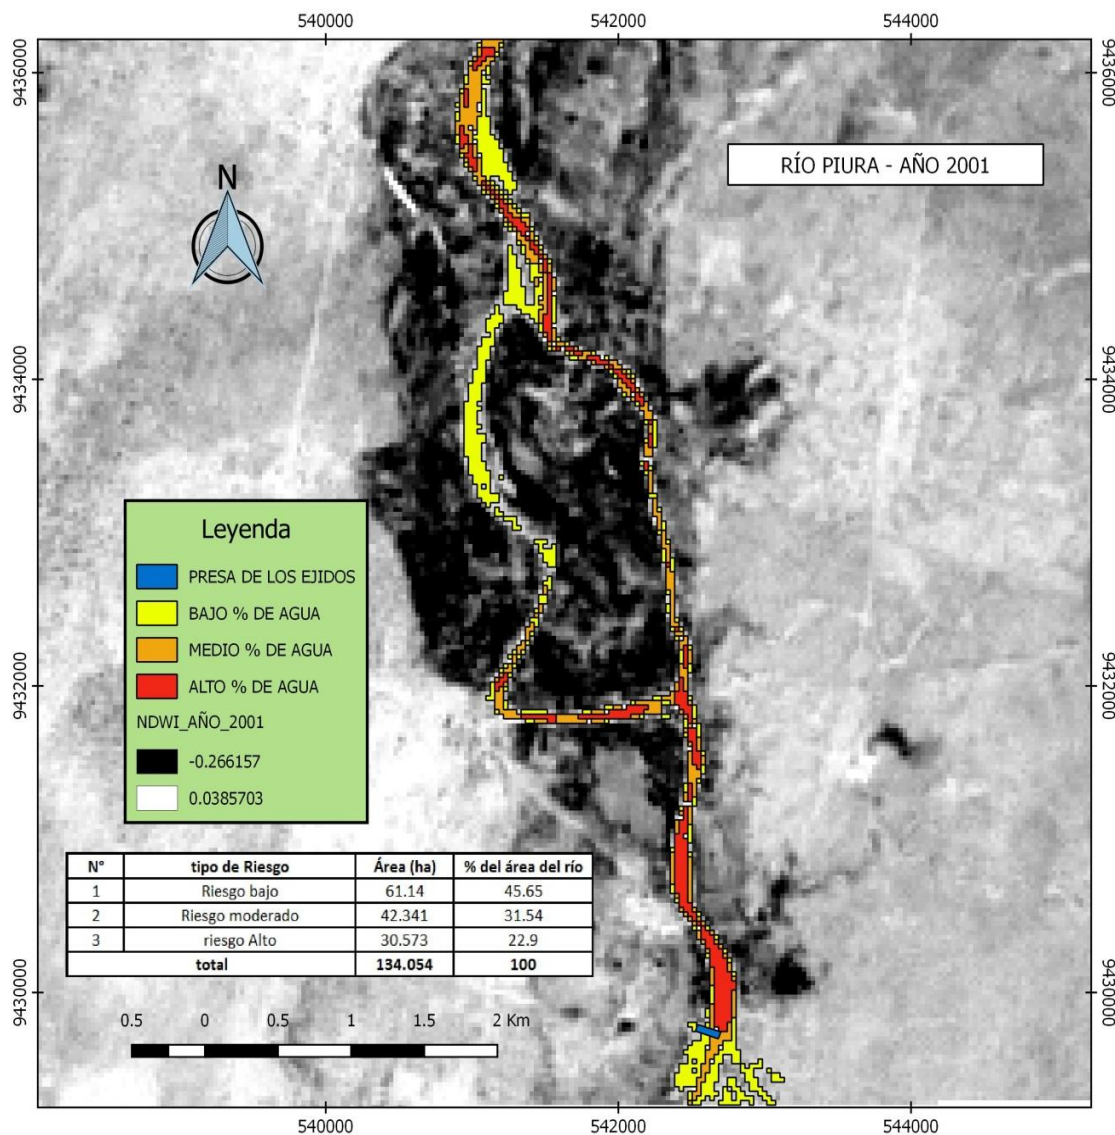 540000 542000 544000
9436000 9436000
RÍO PIURA - AÑO 2001
N
9434000 9434000
Leyenda
PRESA DE LOS EJIDOS
BAJO % DE AGUA
MEDIO % DE AGUA
ALTO % DE AGUA
NDWI_AÑO_2001
-0.266157
0.0385703
9432000 9432000
N° tipo de Riesgo Área (ha) % del área del río
1 Riesgo bajo 61.14 45.65
2 Riesgo moderado 42.341 31.54
3 riesgo Alto 30.573 22.9
total 134.054 100
9430000 9430000
0.5 0 0.5 1 1.5 2 Km
540000 542000 544000